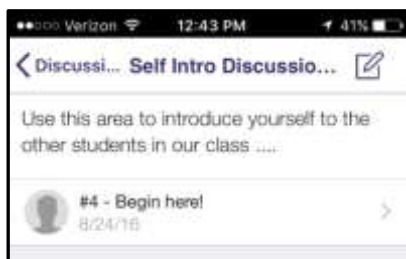 Verizon 12:43 PM 41%
Discussi... Self Intro Discussio...
Use this area to introduce yourself to the
other students in our class ....
#4 - Begin here!
8/24/16